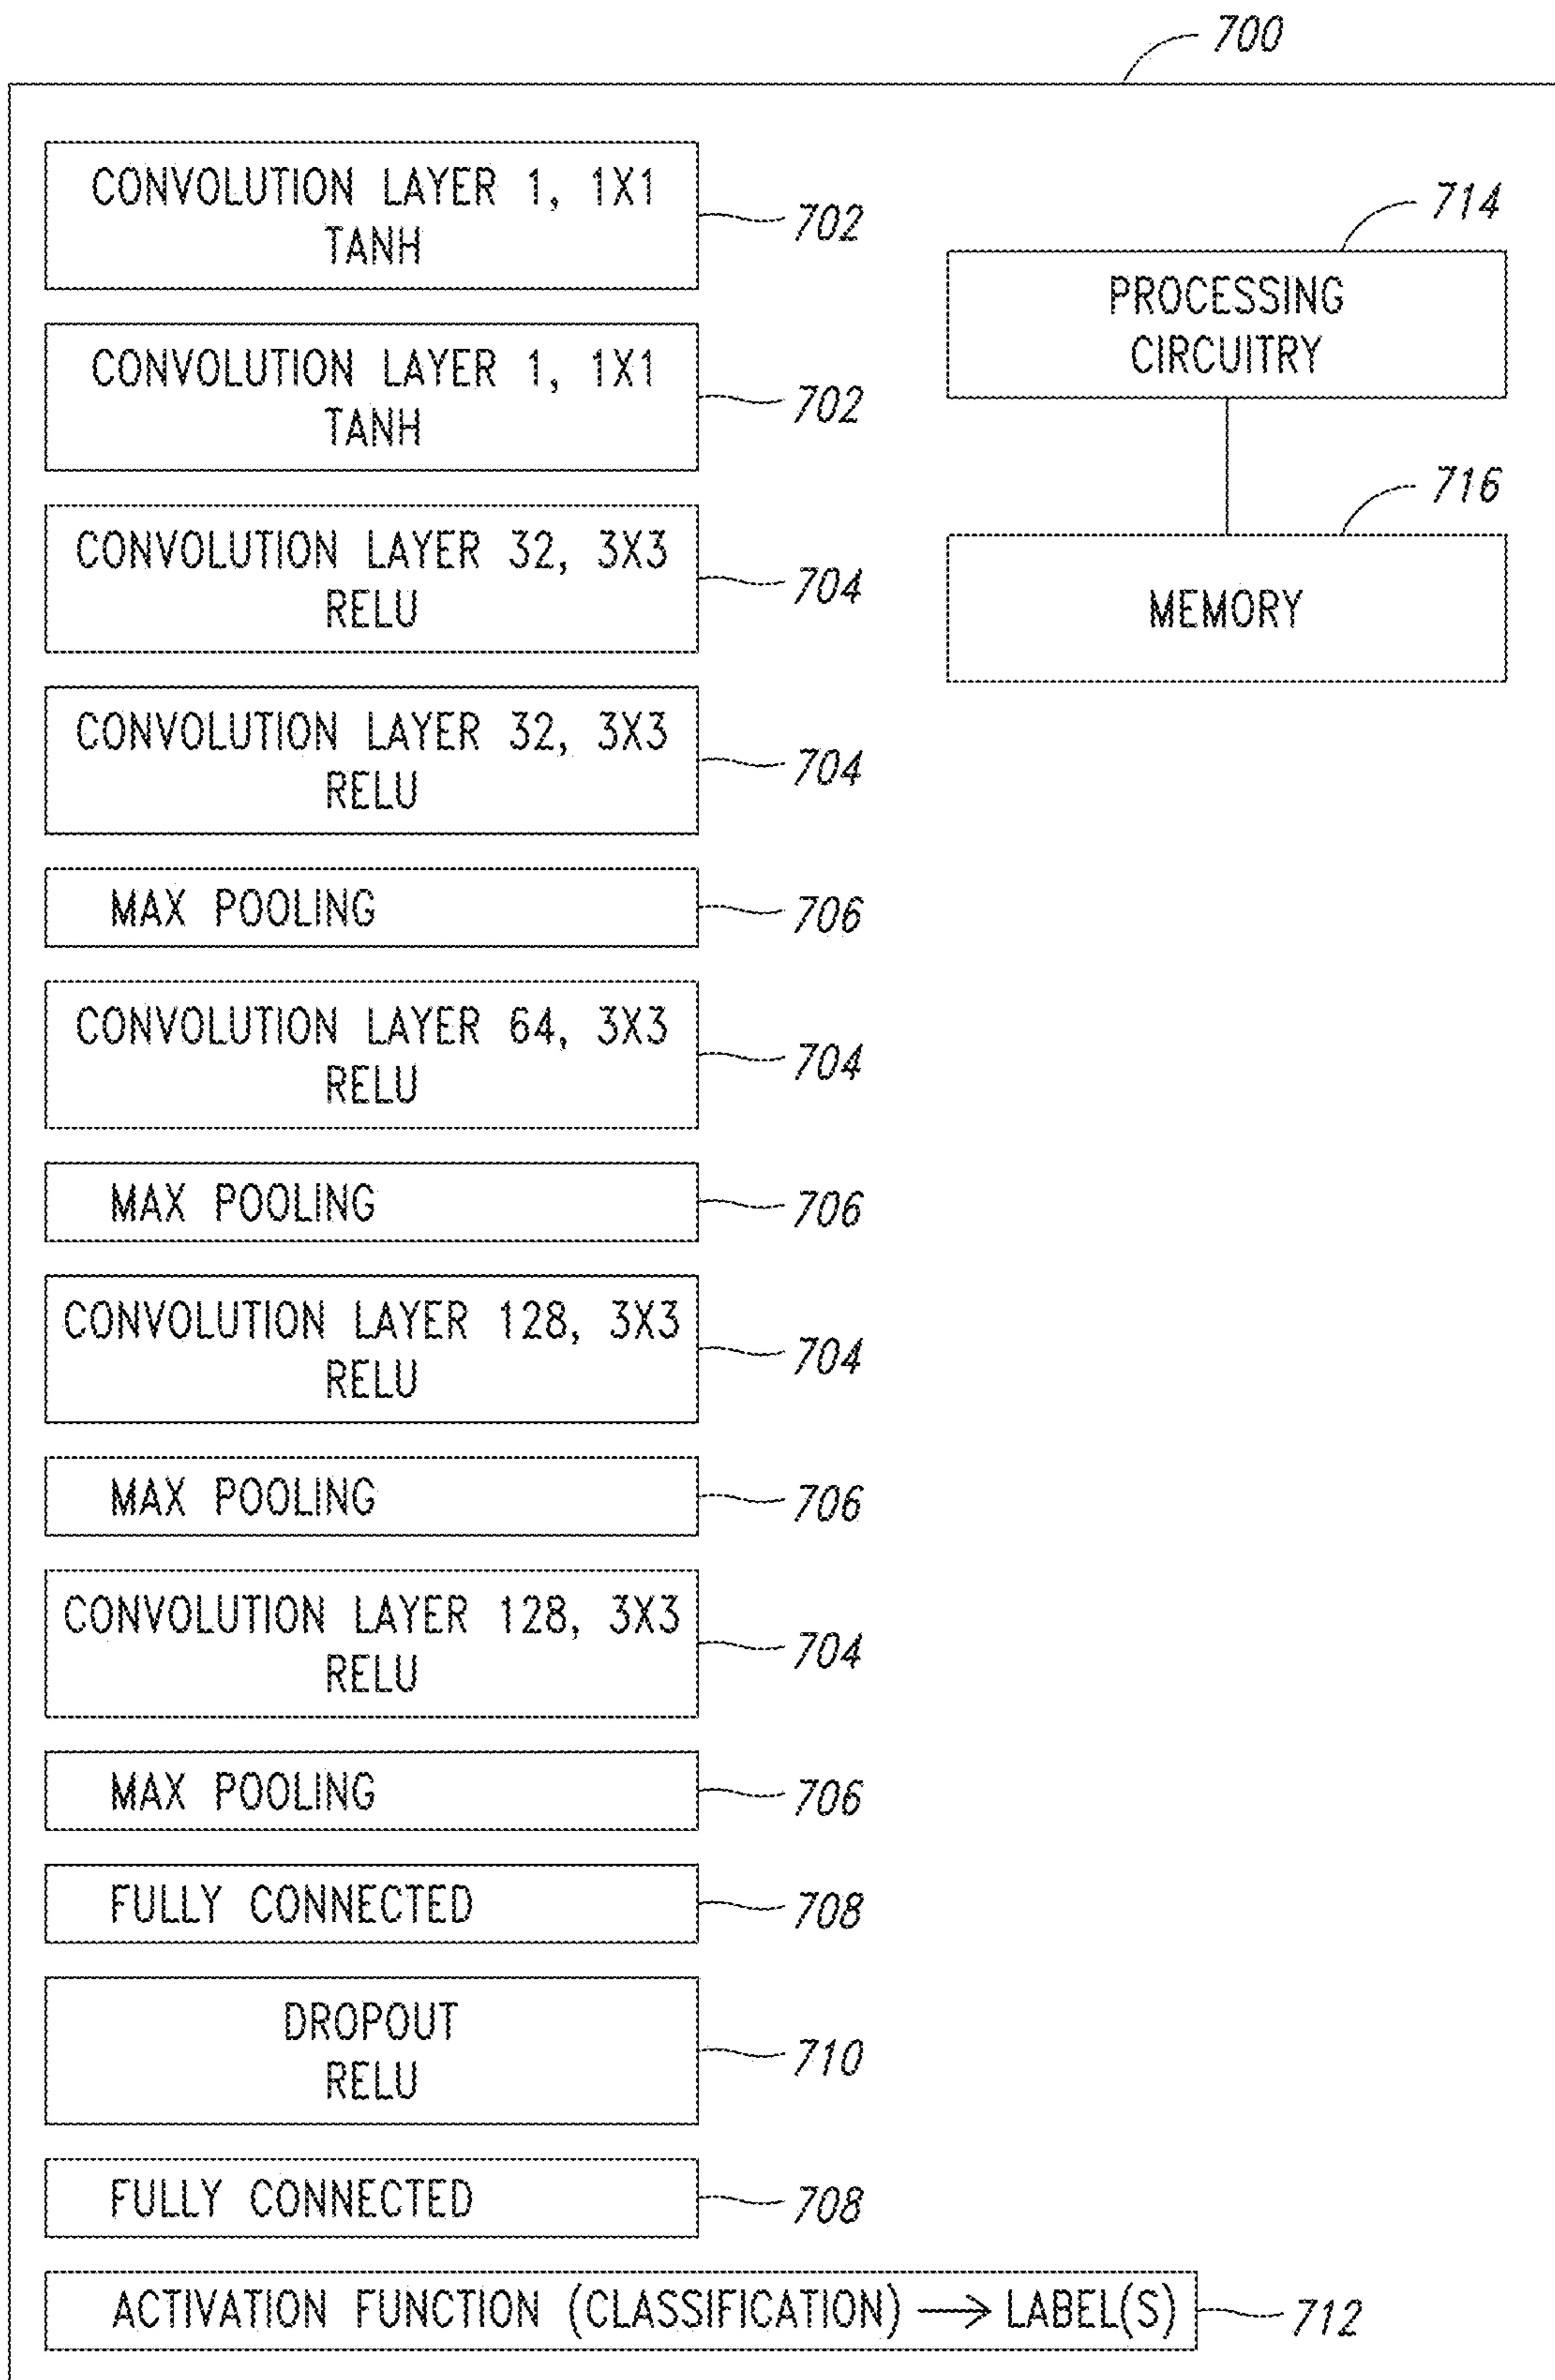 700
CONVOLUTION LAYER 1, 1X1
TANH
702
CONVOLUTION LAYER 1, 1X1
TANH
702
CONVOLUTION LAYER 32, 3X3
RELU
704
CONVOLUTION LAYER 32, 3X3
RELU
704
MAX POOLING
706
CONVOLUTION LAYER 64, 3X3
RELU
704
MAX POOLING
706
CONVOLUTION LAYER 128, 3X3
RELU
704
MAX POOLING
706
CONVOLUTION LAYER 128, 3X3
RELU
704
MAX POOLING
706
FULLY CONNECTED
708
DROPOUT
RELU
710
FULLY CONNECTED
708
ACTIVATION FUNCTION (CLASSIFICATION) → LABEL(S)
712
714
PROCESSING
CIRCUITRY
716
MEMORY